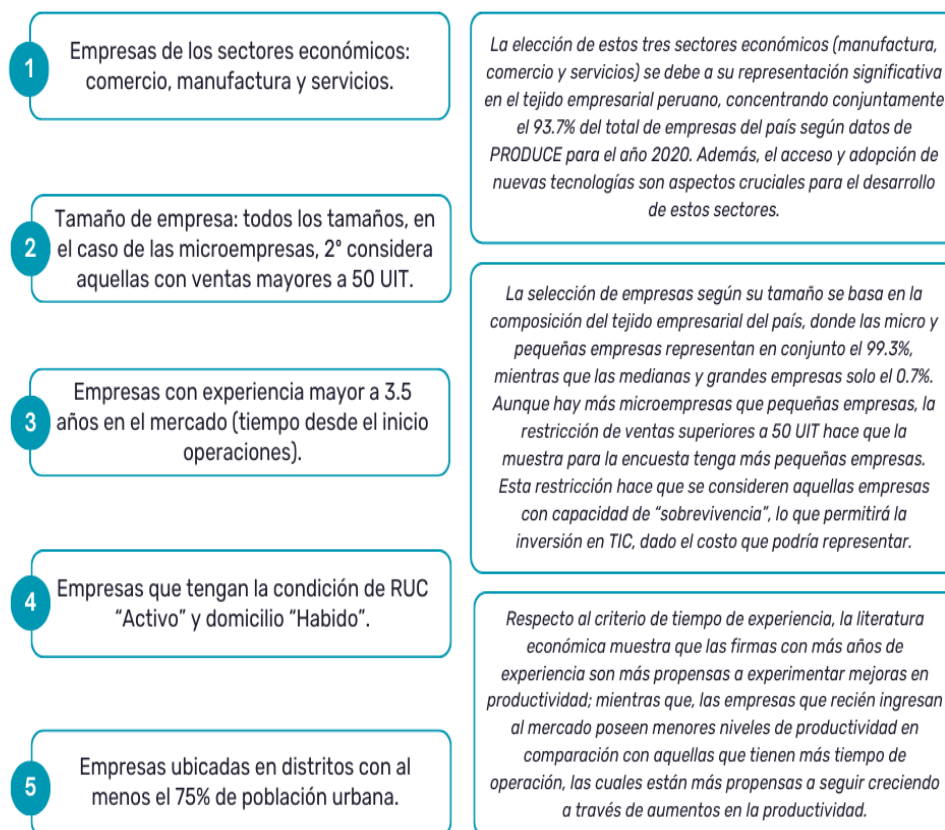 1
Empresas de los sectores económicos:
comercio, manufactura y servicios.
2
Tamaño de empresa: todos los tamaños, en
el caso de las microempresas, 2° considera
aquellas con ventas mayores a 50 UIT.
3
Empresas con experiencia mayor a 3.5
años en el mercado (tiempo desde el inicio
operaciones).
4
Empresas que tengan la condición de RUC
“Activo” y domicilio “Habido”.
5
Empresas ubicadas en distritos con al
menos el 75% de población urbana.
La elección de estos tres sectores económicos (manufactura,
comercio y servicios) se debe a su representación significativa
en el tejido empresarial peruano, concentrando conjuntamente
el 93.7% del total de empresas del país según datos de
PRODUCE para el año 2020. Además, el acceso y adopción de
nuevas tecnologías son aspectos cruciales para el desarrollo
de estos sectores.
La selección de empresas según su tamaño se basa en la
composición del tejido empresarial del país, donde las micro y
pequeñas empresas representan en conjunto el 99.3%,
mientras que las medianas y grandes empresas solo el 0.7%.
Aunque hay más microempresas que pequeñas empresas, la
restricción de ventas superiores a 50 UIT hace que la
muestra para la encuesta tenga más pequeñas empresas.
Esta restricción hace que se consideren aquellas empresas
con capacidad de “sobrevivencia”, lo que permitirá la
inversión en TIC, dado el costo que podría representar.
Respecto al criterio de tiempo de experiencia, la literatura
económica muestra que las firmas con más años de
experiencia son más propensas a experimentar mejoras en
productividad; mientras que, las empresas que recién ingresan
al mercado poseen menores niveles de productividad en
comparación con aquellas que tienen más tiempo de
operación, las cuales están más propensas a seguir creciendo
a través de aumentos en la productividad.